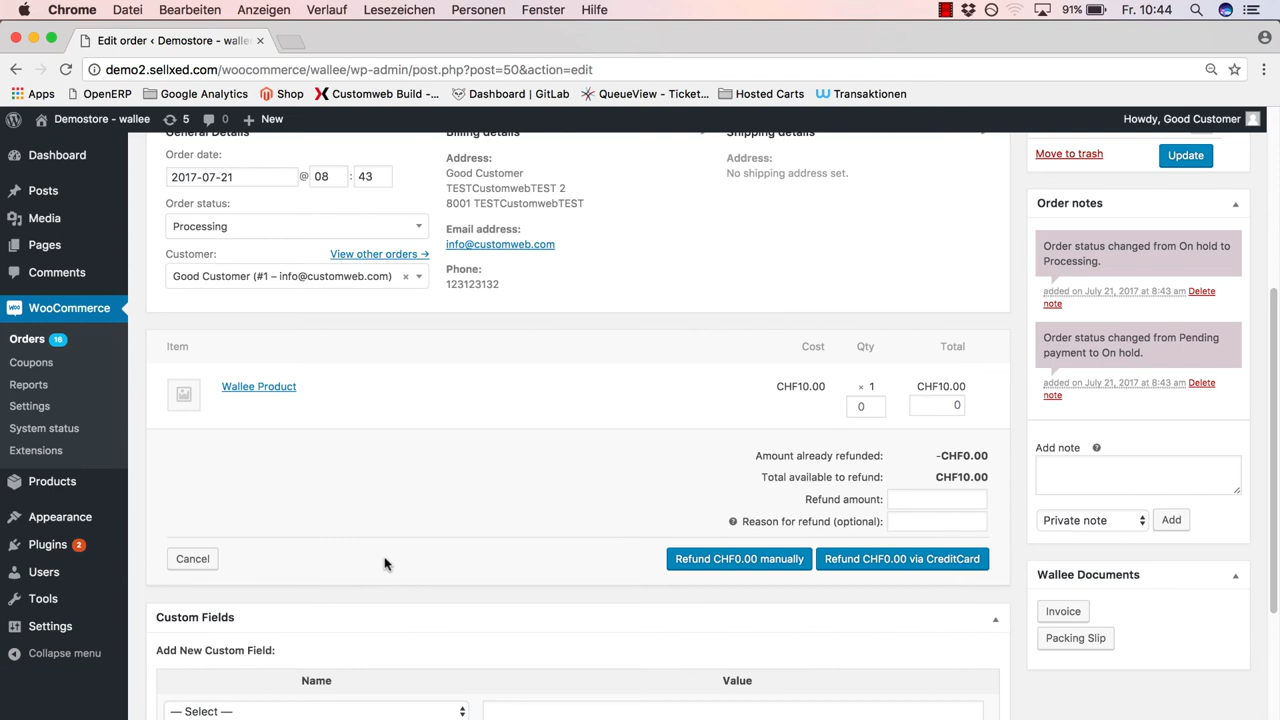 Chrome Datei Bearbeiten Anzeigen Verlauf Lesezeichen Personen Fenster Hilfe 91% Fr. 10:44
Edit order ‹ Demostore - walle
demo2.sellxed.com/woocommerce/wallee/wp-admin/post.php?post=50&action=edit
Apps OpenERP Google Analytics Shop Customweb Build -... Dashboard | GitLab QueueView - Ticket... Hosted Carts Transaktionen
Demostore - wallee 5 0 New Howdy, Good Customer
Dashboard
Posts
Media
Pages
Comments
WooCommerce
Orders 16
Coupons
Reports
Settings
System status
Extensions
Products
Appearance
Plugins 2
Users
Tools
Settings
Collapse menu
General Details
Order date:
2017-07-21 @ 08 : 43
Order status:
Processing
Customer: View other orders →
Good Customer (#1 – info@customweb.com) ×
Billing details
Address:
Good Customer
TESTCustomwebTEST 2
8001 TESTCustomwebTEST
Email address:
info@customweb.com
Phone:
123123132
Shipping details
Address:
No shipping address set.
Item Cost Qty Total
Wallee Product CHF10.00 × 1 CHF10.00
0 0
Amount already refunded: -CHF0.00
Total available to refund: CHF10.00
Refund amount:
Reason for refund (optional):
Cancel Refund CHF0.00 manually Refund CHF0.00 via CreditCard
Custom Fields
Add New Custom Field:
Name Value
— Select —
Move to trash Update
Order notes
Order status changed from On hold to
Processing.
added on July 21, 2017 at 8:43 am Delete
note
Order status changed from Pending
payment to On hold.
added on July 21, 2017 at 8:43 am Delete
note
Add note
Private note Add
Wallee Documents
Invoice
Packing Slip